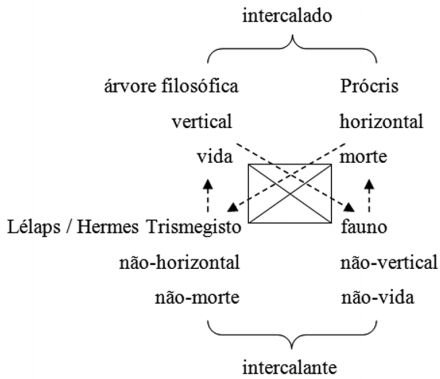 intercalado
árvore filosófica Prócris
vertical horizontal
vida morte
Lélaps / Hermes Trismegisto fauno
não-horizontal não-vertical
não-morte não-vida
intercalante